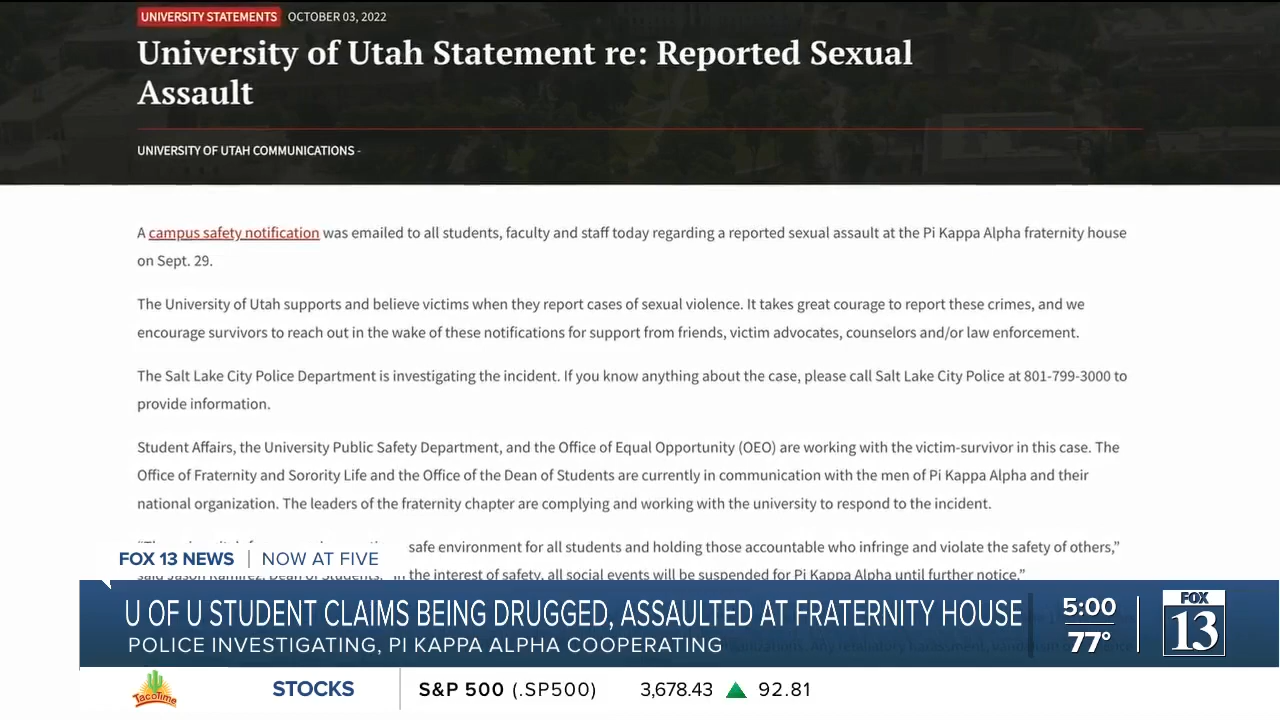 UNIVERSITY STATEMENTS OCTOBER 03, 2022
University of Utah Statement re: Reported Sexual
Assault
UNIVERSITY OF UTAH COMMUNICATIONS -
A campus safety notification was emailed to all students, faculty and staff today regarding a reported sexual assault at the Pi Kappa Alpha fraternity house
on Sept. 29.
The University of Utah supports and believe victims when they report cases of sexual violence. It takes great courage to report these crimes, and we
encourage survivors to reach out in the wake of these notifications for support from friends, victim advocates, counselors and/or law enforcement.
The Salt Lake City Police Department is investigating the incident. If you know anything about the case, please call Salt Lake City Police at 801-799-3000 to
provide information.
Student Affairs, the University Public Safety Department, and the Office of Equal Opportunity (OEO) are working with the victim-survivor in this case. The
Office of Fraternity and Sorority Life and the Office of the Dean of Students are currently in communication with the men of Pi Kappa Alpha and their
national organization. The leaders of the fraternity chapter are complying and working with the university to respond to the incident.
safe environment for all students and holding those accountable who infringe and violate the safety of others,"
said Jason Ramirez, Dean of Students. "In the interest of safety, all social events will be suspended for Pi Kappa Alpha until further notice."
FOX 13 NEWS | NOW AT FIVE
U OF U STUDENT CLAIMS BEING DRUGGED, ASSAULTED AT FRATERNITY HOUSE
POLICE INVESTIGATING, PI KAPPA ALPHA COOPERATING
5:00
77°
FOX
13
TacoTime
STOCKS
S&P 500 (.SP500) 3,678.43 ▲ 92.81